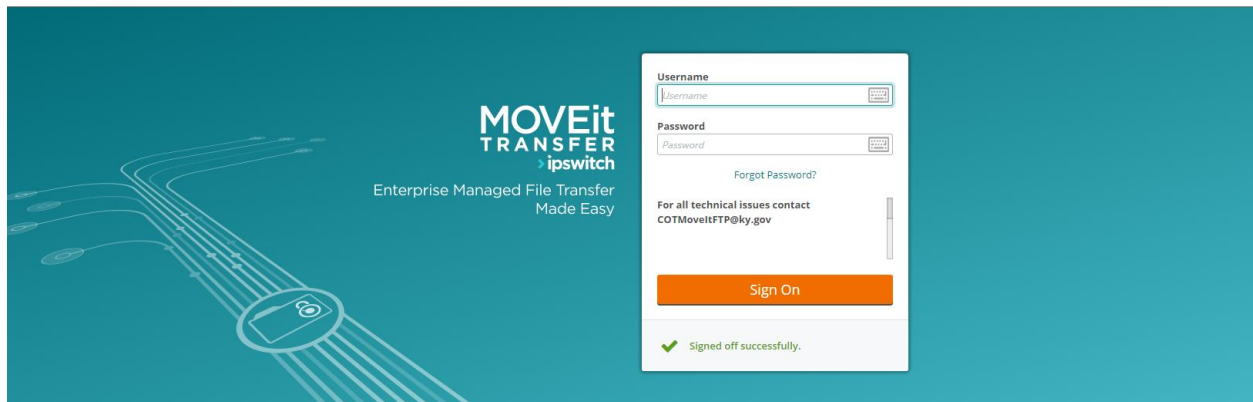 MOVEit
TRANSFER
ipswitch
Enterprise Managed File Transfer
Made Easy
Username
Username
Password
Password
Forgot Password?
For all technical issues contact
COTMoveItFTP@ky.gov
Sign On
Signed off successfully.